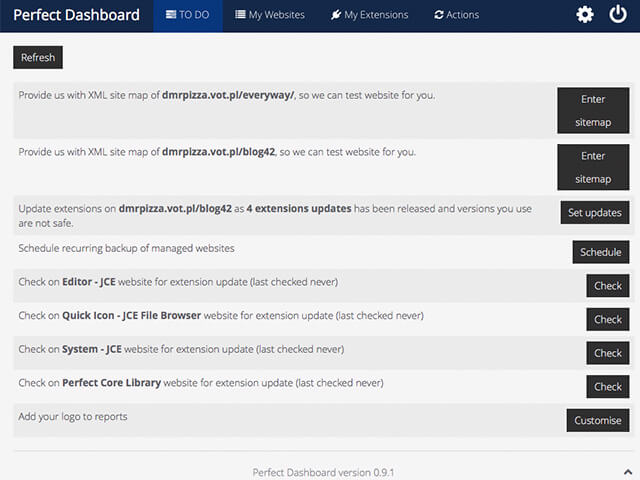 Perfect Dashboard TO DO My Websites My Extensions Actions
Refresh
Provide us with XML site map of dmrpizza.vot.pl/everyway/, so we can test website for you.
Enter
sitemap
Provide us with XML site map of dmrpizza.vot.pl/blog42, so we can test website for you.
Enter
sitemap
Update extensions on dmrpizza.vot.pl/blog42 as 4 extensions updates has been released and versions you use
are not safe.
Set updates
Schedule recurring backup of managed websites
Schedule
Check on Editor - JCE website for extension update (last checked never)
Check
Check on Quick Icon - JCE File Browser website for extension update (last checked never)
Check
Check on System - JCE website for extension update (last checked never)
Check
Check on Perfect Core Library website for extension update (last checked never)
Check
Add your logo to reports
Customise
Perfect Dashboard version 0.9.1